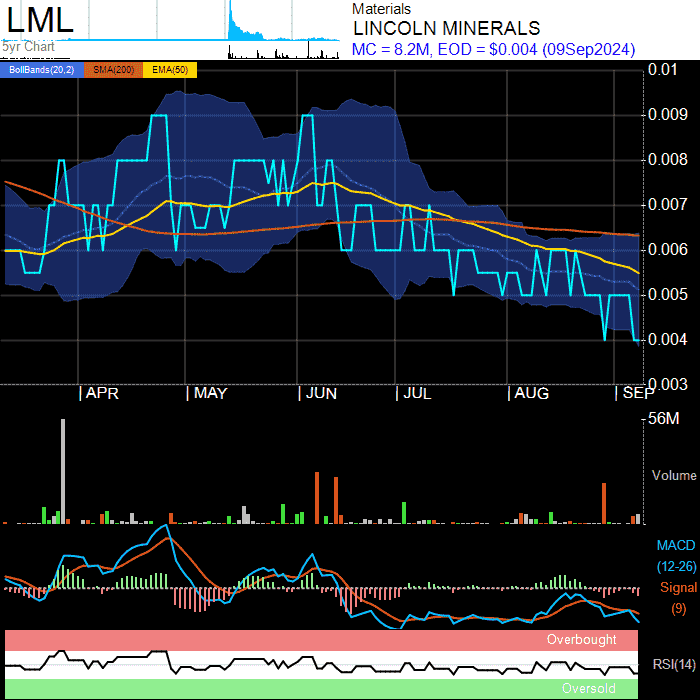 LML
5yr Chart
Materials
LINCOLN MINERALS
MC = 8.2M, EOD = $0.004 (09Sep2024)
BollBands(20,2) SMA(200) EMA(50)
0.01
0.009
0.008
0.007
0.006
0.005
0.004
0.003
APR MAY JUN JUL AUG SEP
56M
Volume
MACD
(12-26)
Signal
(9)
Overbought
RSI(14)
Oversold